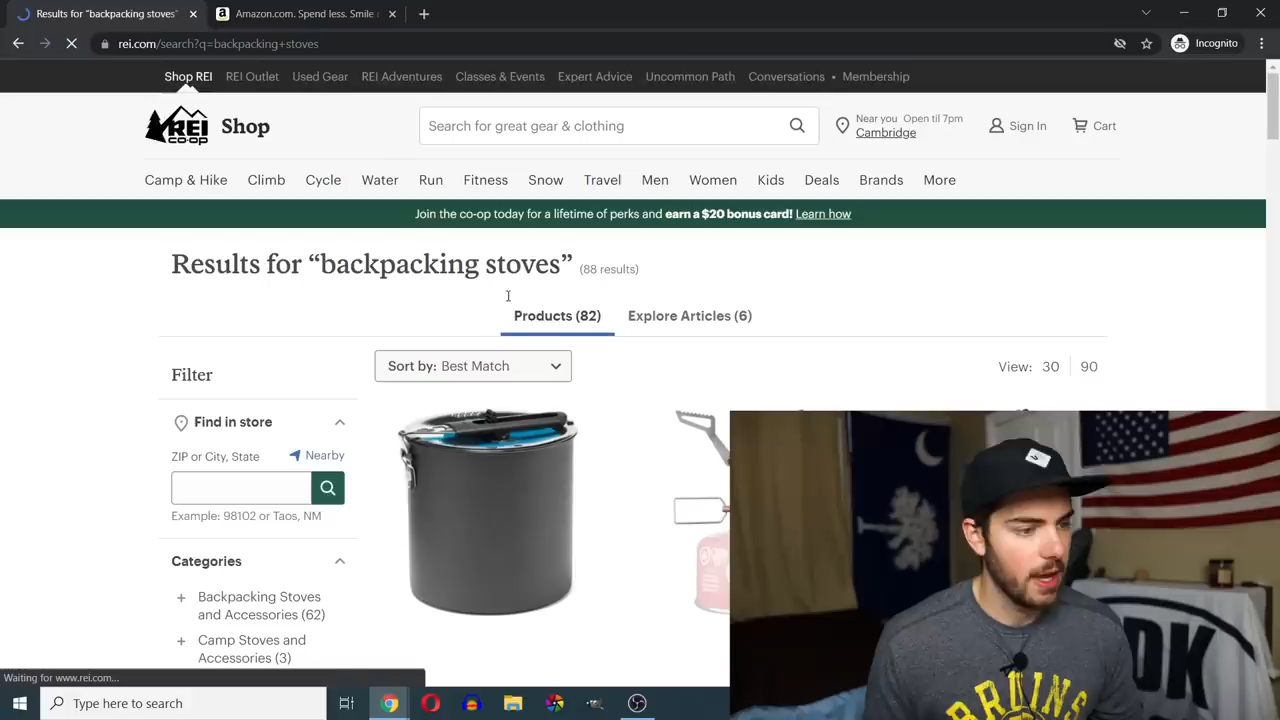 Results for "backpacking stoves"
Amazon.com. Spend less. Smile
rei.com/search?q=backpacking+stoves
Incognito
Shop REI
REI Outlet
Used Gear
REI Adventures
Classes & Events
Expert Advice
Uncommon Path
Conversations
Membership
REI
CO·OP
Shop
Search for great gear & clothing
Near you Open til 7pm
Cambridge
Sign In
Cart
Camp & Hike
Climb
Cycle
Water
Run
Fitness
Snow
Travel
Men
Women
Kids
Deals
Brands
More
Join the co-op today for a lifetime of perks and earn a $20 bonus card! Learn how
Results for “backpacking stoves” (88 results)
Products (82)
Explore Articles (6)
Filter
Sort by: Best Match
View: 30 90
Find in store
ZIP or City, State
Nearby
Example: 98102 or Taos, NM
Categories
Backpacking Stoves
and Accessories (62)
Camp Stoves and
Accessories (3)
Waiting for www.rei.com...
Type here to search
BRUINS